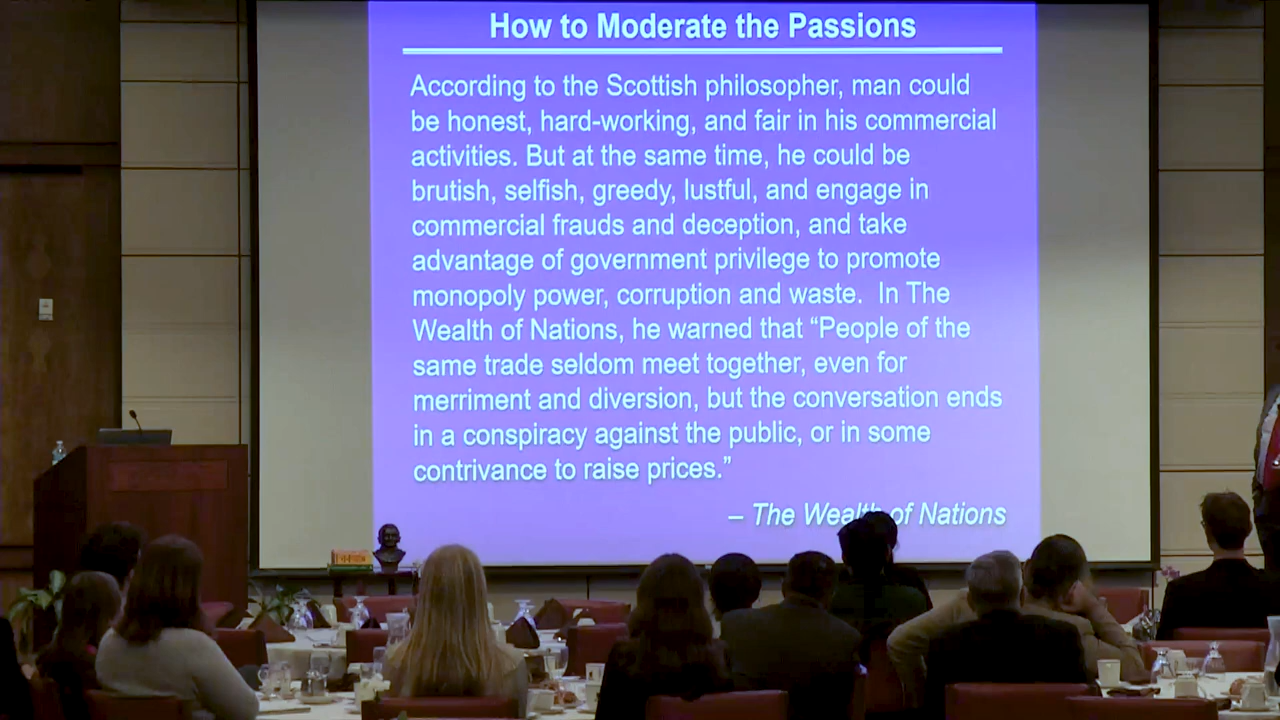 How to Moderate the Passions
According to the Scottish philosopher, man could
be honest, hard-working, and fair in his commercial
activities. But at the same time, he could be
brutish, selfish, greedy, lustful, and engage in
commercial frauds and deception, and take
advantage of government privilege to promote
monopoly power, corruption and waste.  In The
Wealth of Nations, he warned that “People of the
same trade seldom meet together, even for
merriment and diversion, but the conversation ends
in a conspiracy against the public, or in some
contrivance to raise prices.”
– The Wealth of Nations